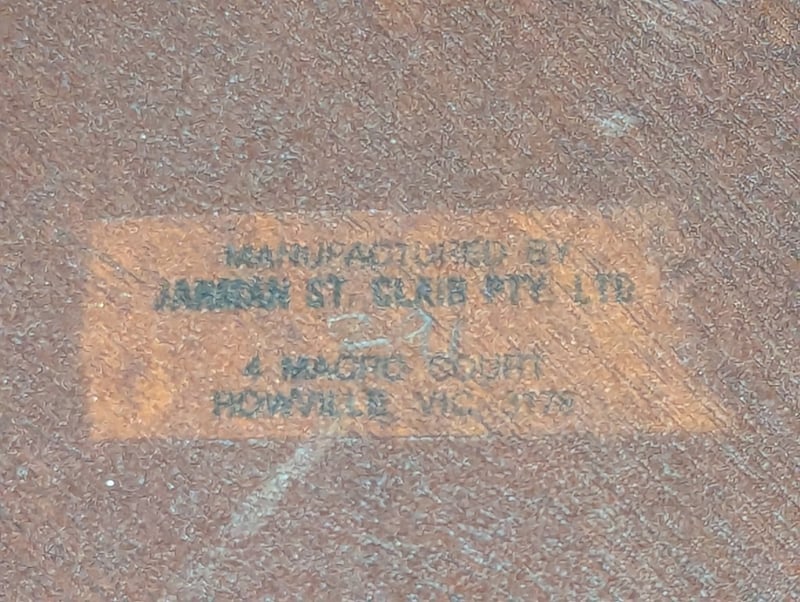 MANUFACTURED BY
ST. CLAIR PTY. LTD
4 MACRO COURT
ROWVILLE VIC. 3178